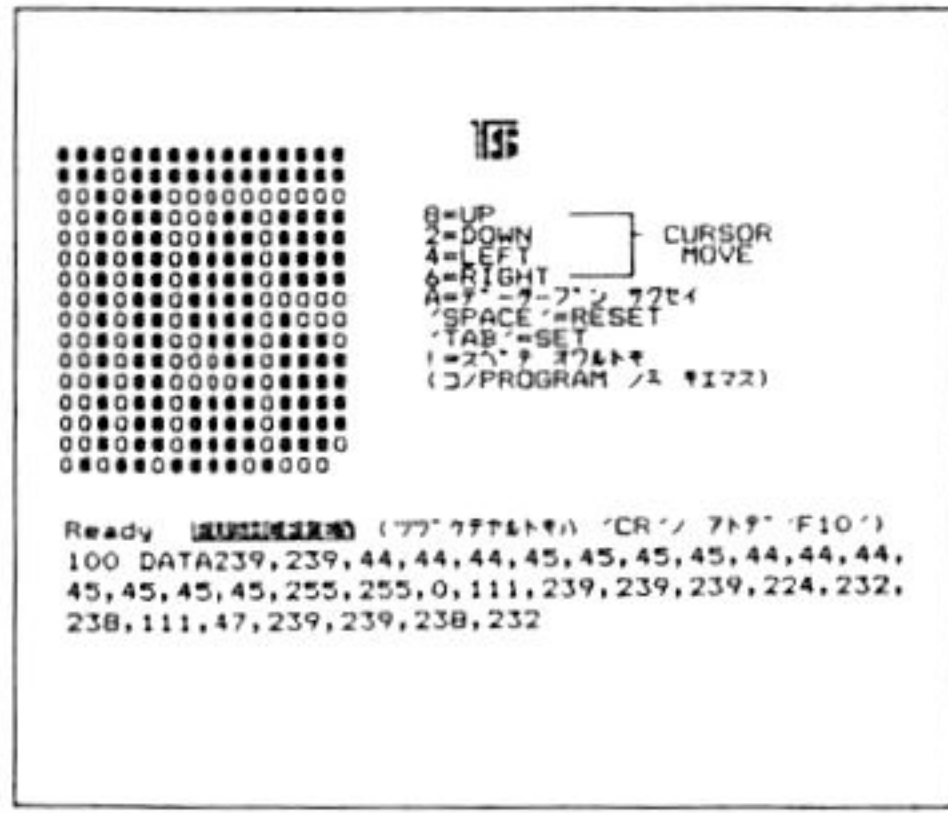 8=UP
2=DOWN
4=LEFT
6=RIGHT
CURSOR
MOVE
A=データーブン サクセイ
'SPACE'=RESET
'TAB'=SET
!=スベテ オワルトキ
(コノPROGRAM ノミ キエマス)
Ready (ツヅクテヤルトキハ 'CR'ノ アトデ 'F10')
100 DATA239,239,44,44,44,45,45,45,45,44,44,44,
45,45,45,45,255,255,0,111,239,239,239,224,232,
238,111,47,239,239,238,232